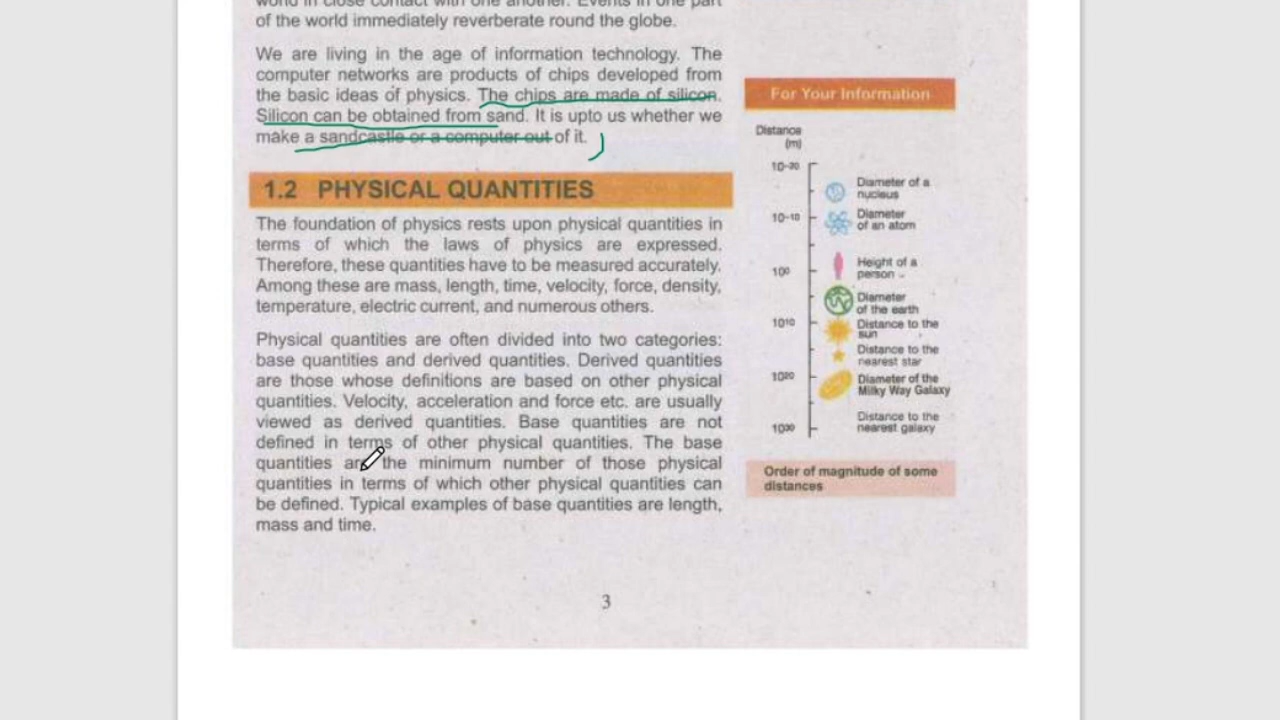 world in close contact with one another. Events in one part
of the world immediately reverberate round the globe.
We are living in the age of information technology. The
computer networks are products of chips developed from
the basic ideas of physics. The chips are made of silicon.
Silicon can be obtained from sand. It is upto us whether we
make a sandcastle or a computer out of it.
1.2 PHYSICAL QUANTITIES
The foundation of physics rests upon physical quantities in
terms of which the laws of physics are expressed.
Therefore, these quantities have to be measured accurately.
Among these are mass, length, time, velocity, force, density,
temperature, electric current, and numerous others.
Physical quantities are often divided into two categories:
base quantities and derived quantities. Derived quantities
are those whose definitions are based on other physical
quantities. Velocity, acceleration and force etc. are usually
viewed as derived quantities. Base quantities are not
defined in terms of other physical quantities. The base
quantities are the minimum number of those physical
quantities in terms of which other physical quantities can
be defined. Typical examples of base quantities are length,
mass and time.
3
For Your Information
Distance
(m)
10-20
Diameter of a
nucleus
10-10
Diameter
of an atom
Height of a
person
10⁰
Diameter
of the earth
10¹⁰
Distance to the
sun
Distance to the
nearest star
10²⁰
Diameter of the
Milky Way Galaxy
Distance to the
nearest galaxy
10³⁰
Order of magnitude of some
distances